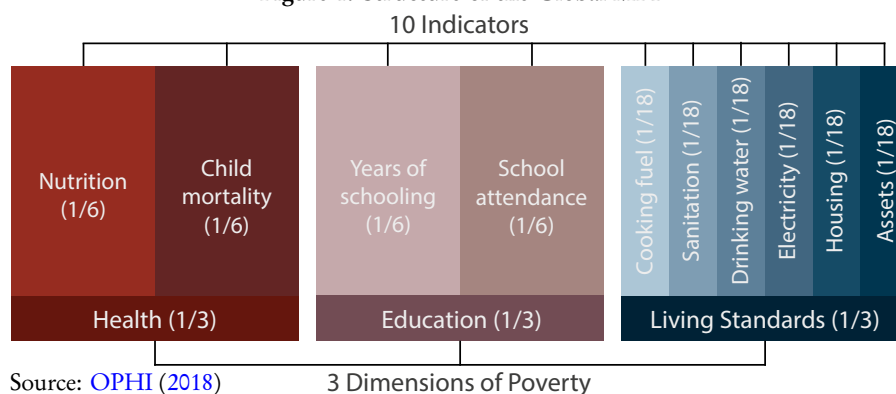 10 Indicators
Nutrition
(1/6)
Child
mortality
(1/6)
Years of
schooling
(1/6)
School
attendance
(1/6)
Cooking fuel (1/18)
Sanitation (1/18)
Drinking water (1/18)
Electricity (1/18)
Housing (1/18)
Assets (1/18)
Health (1/3)
Education (1/3)
Living Standards (1/3)
3 Dimensions of Poverty
Source: OPHI (2018)